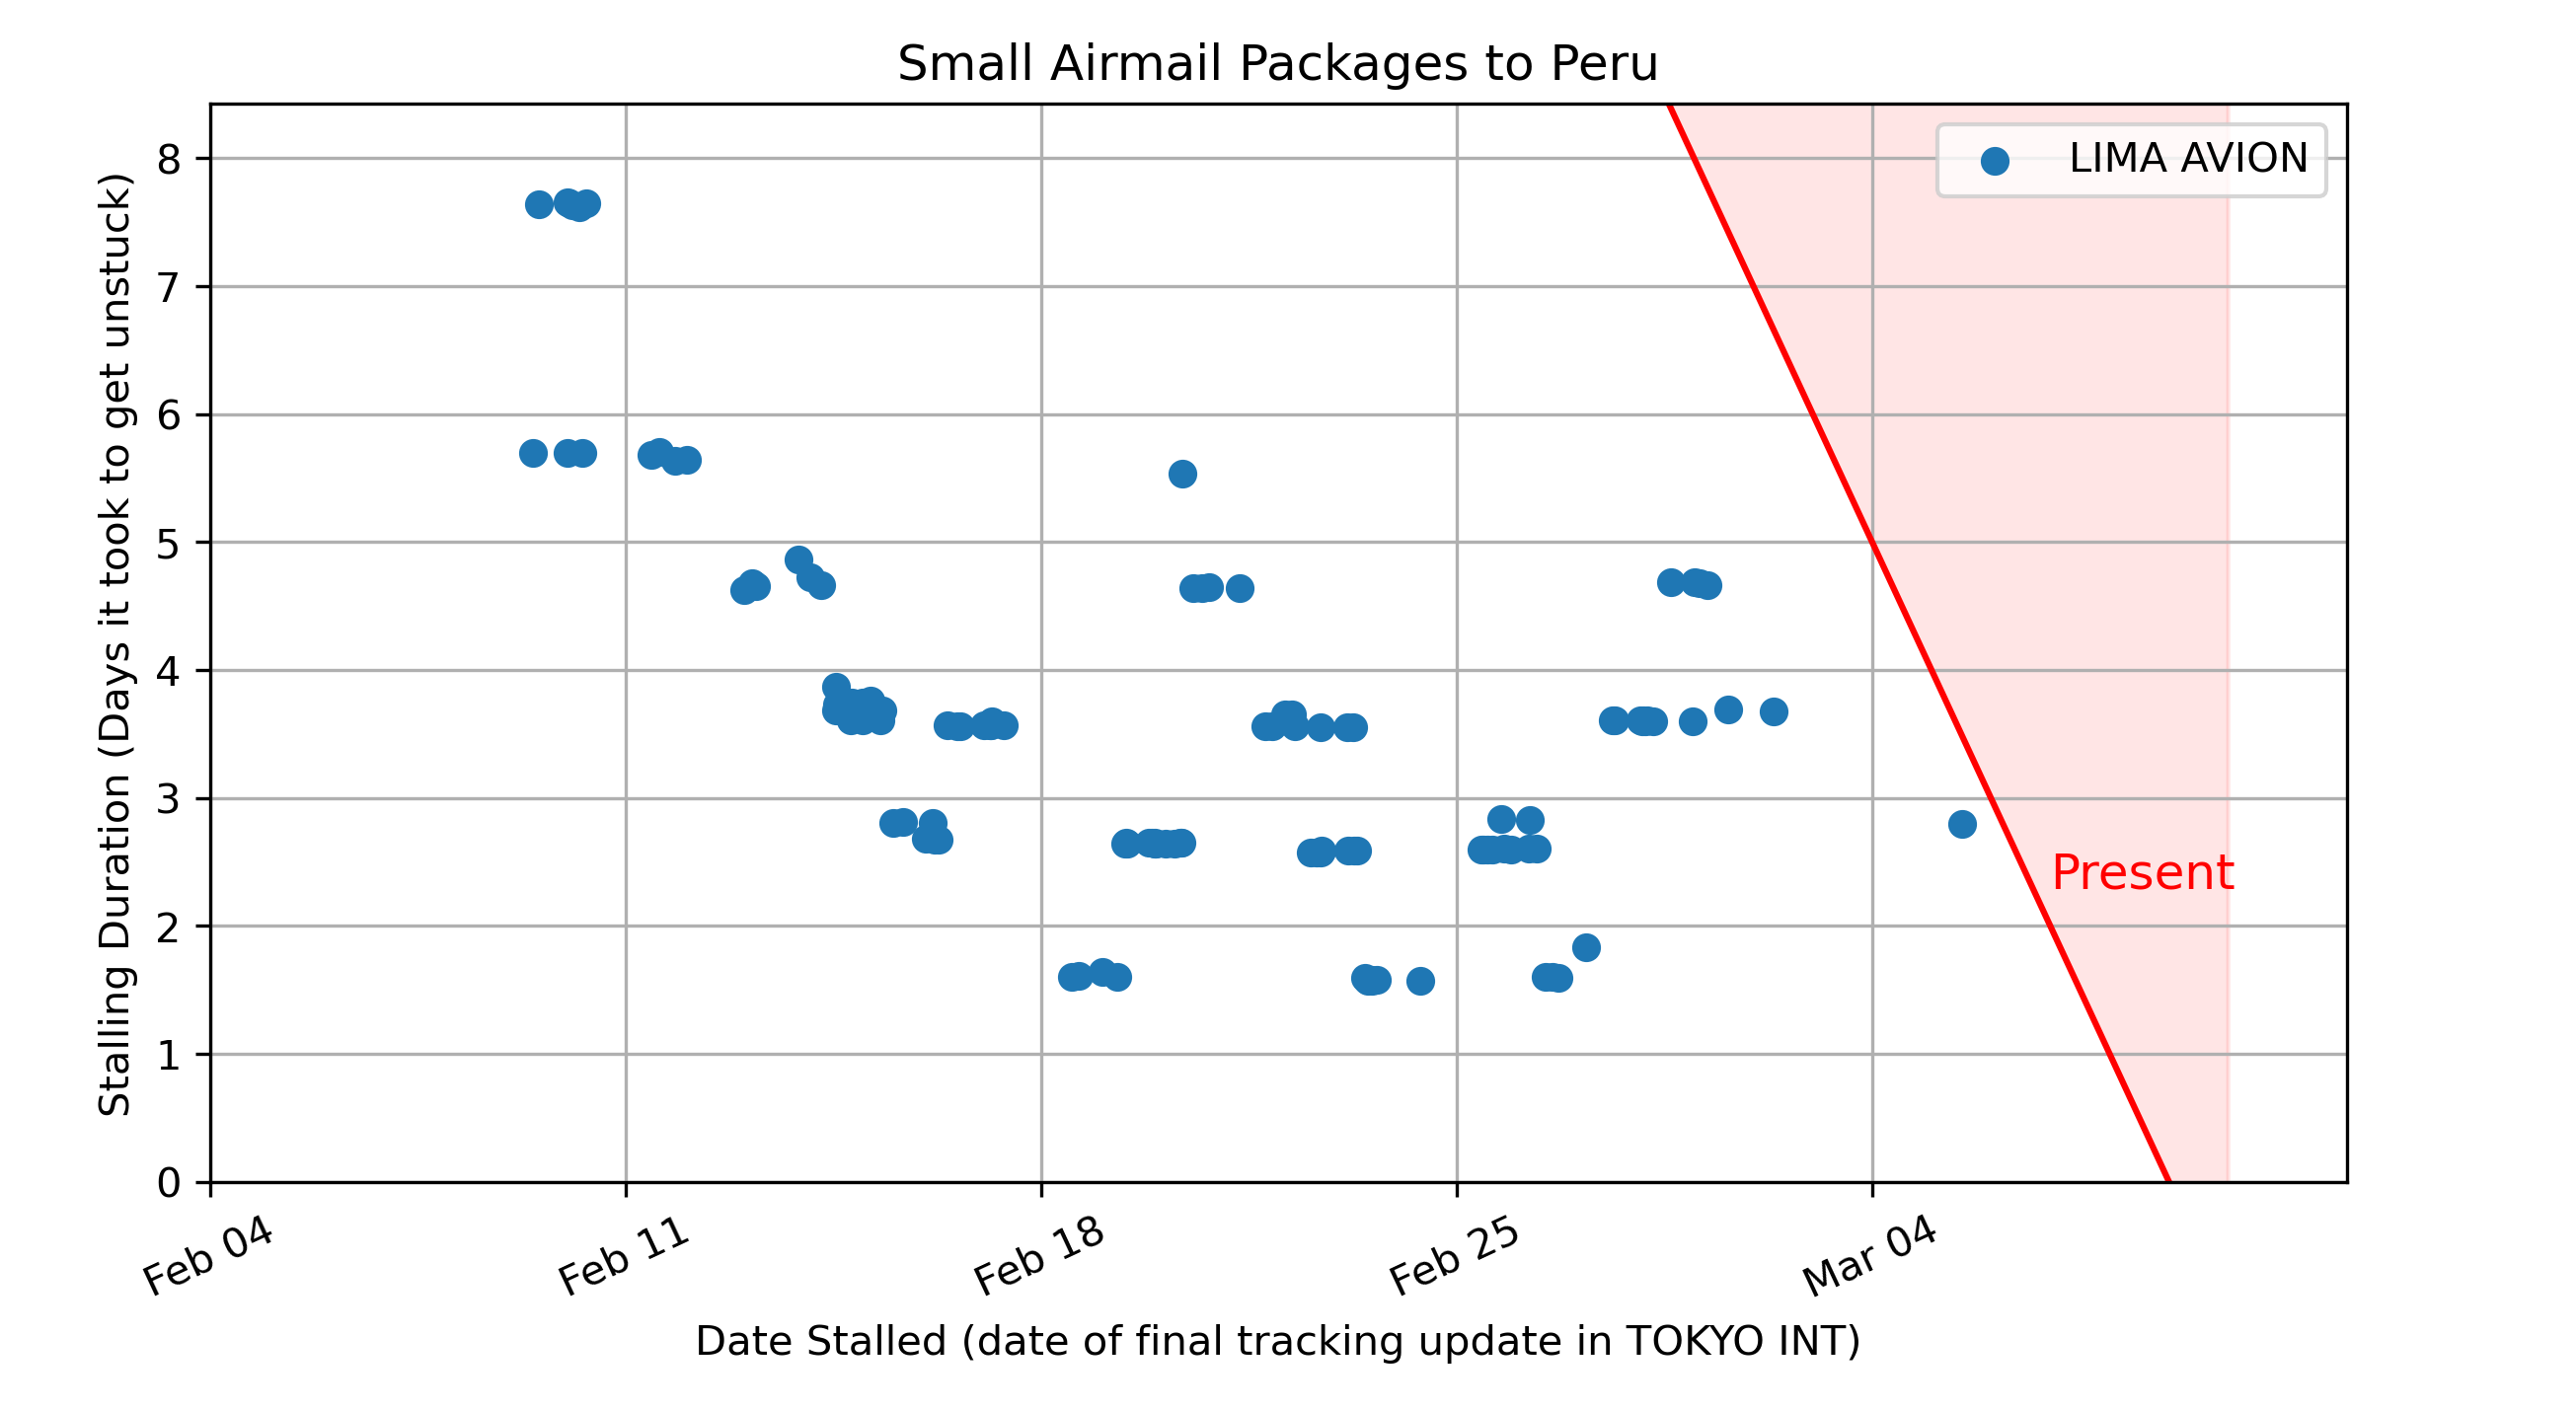 Small Airmail Packages to Peru
LIMA AVION
Stalling Duration (Days it took to get unstuck)
8
7
6
5
4
3
2
1
0
Present
Feb 04
Feb 11
Feb 18
Feb 25
Mar 04
Date Stalled (date of final tracking update in TOKYO INT)